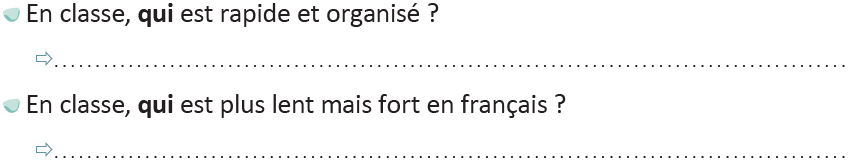 En classe, qui est rapide et organisé ?
⇨................................................................................................
En classe, qui est plus lent mais fort en français ?
⇨................................................................................................